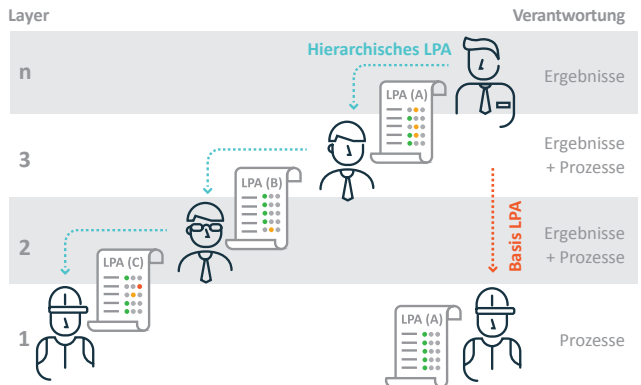 Layer Verantwortung
Hierarchisches LPA
n LPA (A) Ergebnisse
3 Ergebnisse
+ Prozesse
LPA (B)
Basis LPA
2 Ergebnisse
+ Prozesse
LPA (C)
LPA (A)
1 Prozesse